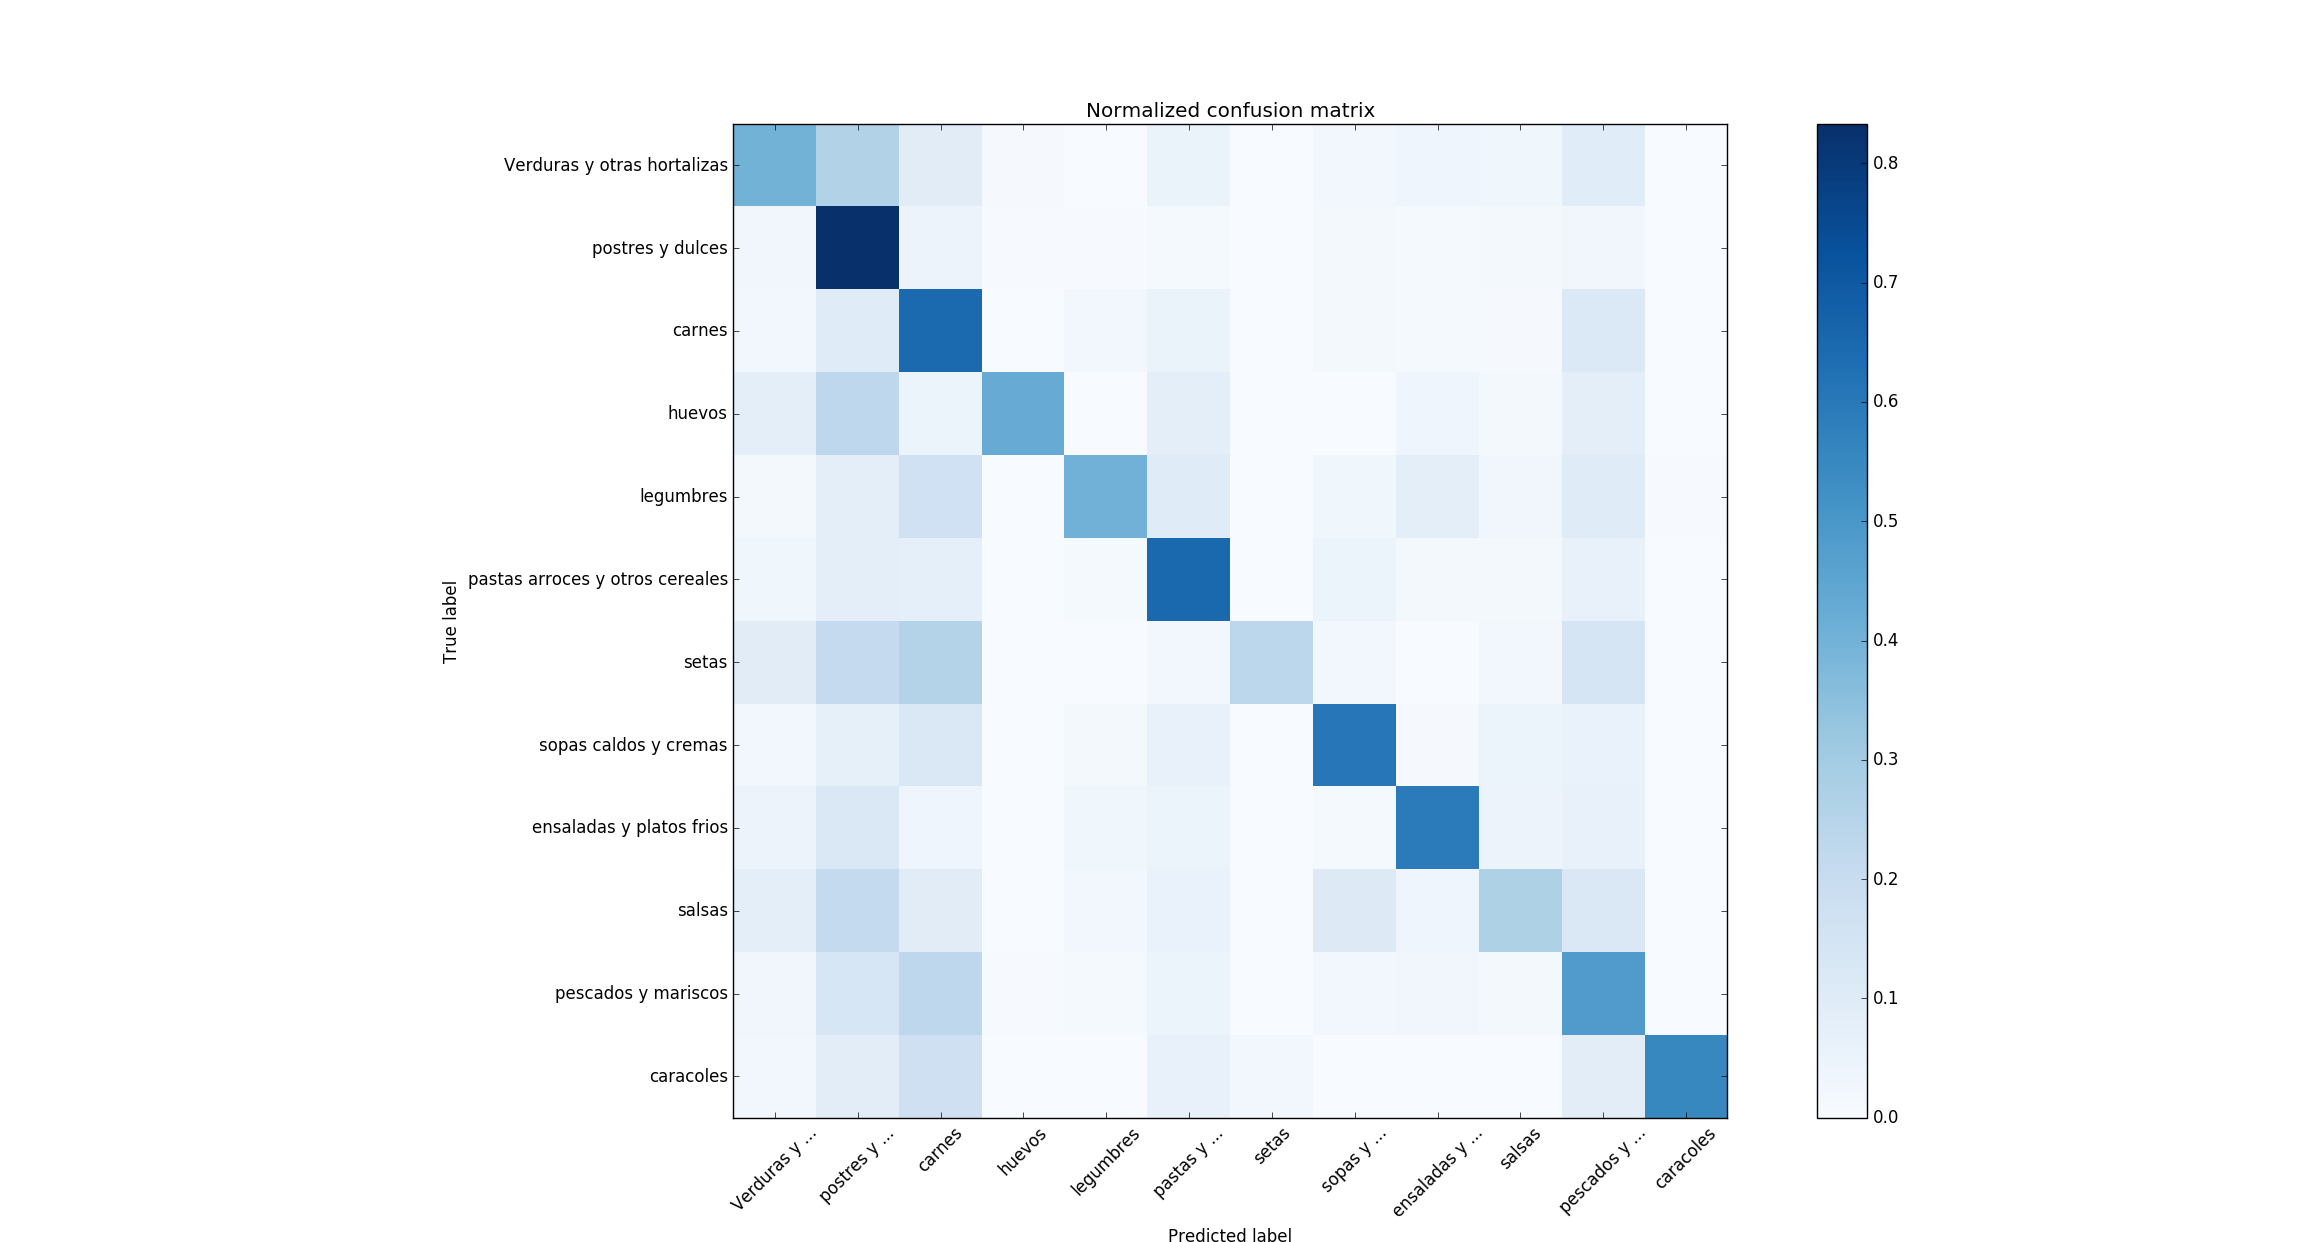 Normalized confusion matrix
True label
Verduras y otras hortalizas
postres y dulces
carnes
huevos
legumbres
pastas arroces y otros cereales
setas
sopas caldos y cremas
ensaladas y platos frios
salsas
pescados y mariscos
caracoles
Verduras y ...
postres y ...
carnes
huevos
legumbres
pastas y ...
setas
sopas y ...
ensaladas y ...
salsas
pescados y ...
caracoles
Predicted label
0.8
0.7
0.6
0.5
0.4
0.3
0.2
0.1
0.0